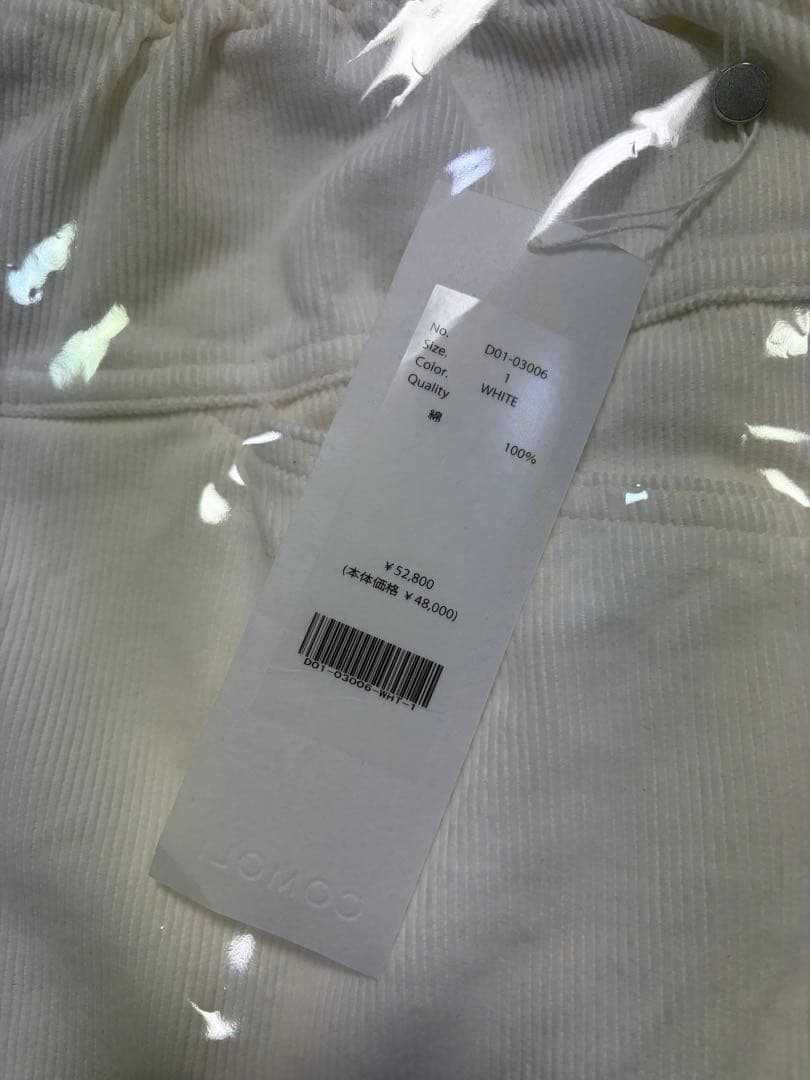 No. D01-03006
Size. 1
Color. WHITE
Quality
綿 100%
¥52,800
(本体価格 ¥48,000)
D01-03006-WHT-1
COMOLI